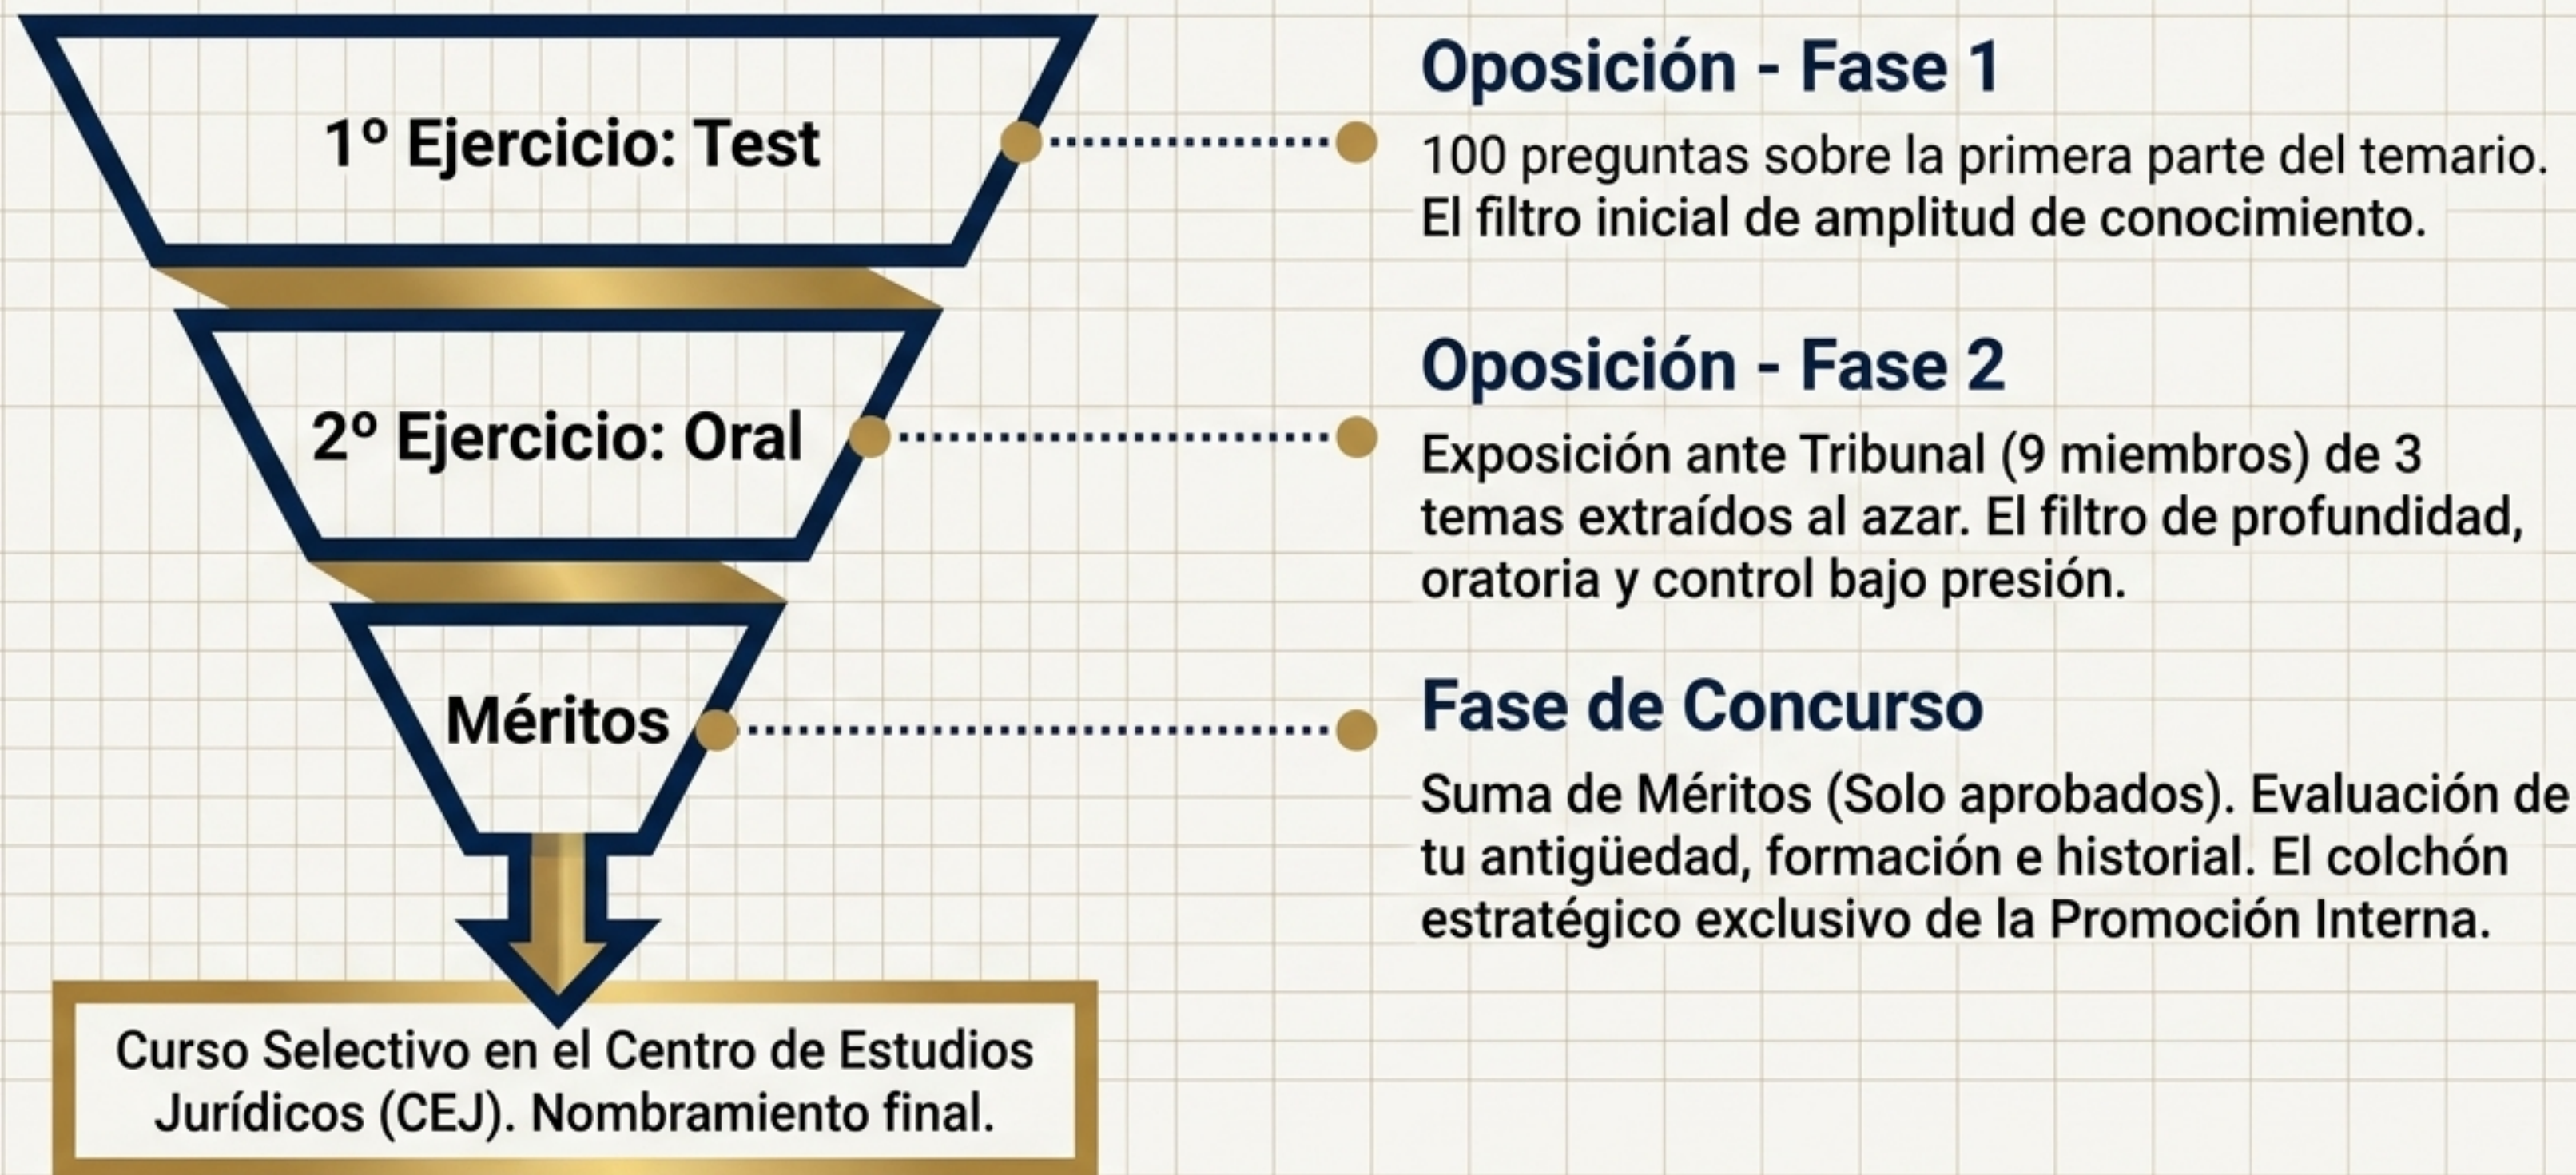 1º Ejercicio: Test
Oposición - Fase 1
100 preguntas sobre la primera parte del temario.
El filtro inicial de amplitud de conocimiento.
2º Ejercicio: Oral
Oposición - Fase 2
Exposición ante Tribunal (9 miembros) de 3
temas extraídos al azar. El filtro de profundidad,
oratoria y control bajo presión.
Méritos
Fase de Concurso
Suma de Méritos (Solo aprobados). Evaluación de
tu antigüedad, formación e historial. El colchón
estratégico exclusivo de la Promoción Interna.
Curso Selectivo en el Centro de Estudios
Jurídicos (CEJ). Nombramiento final.